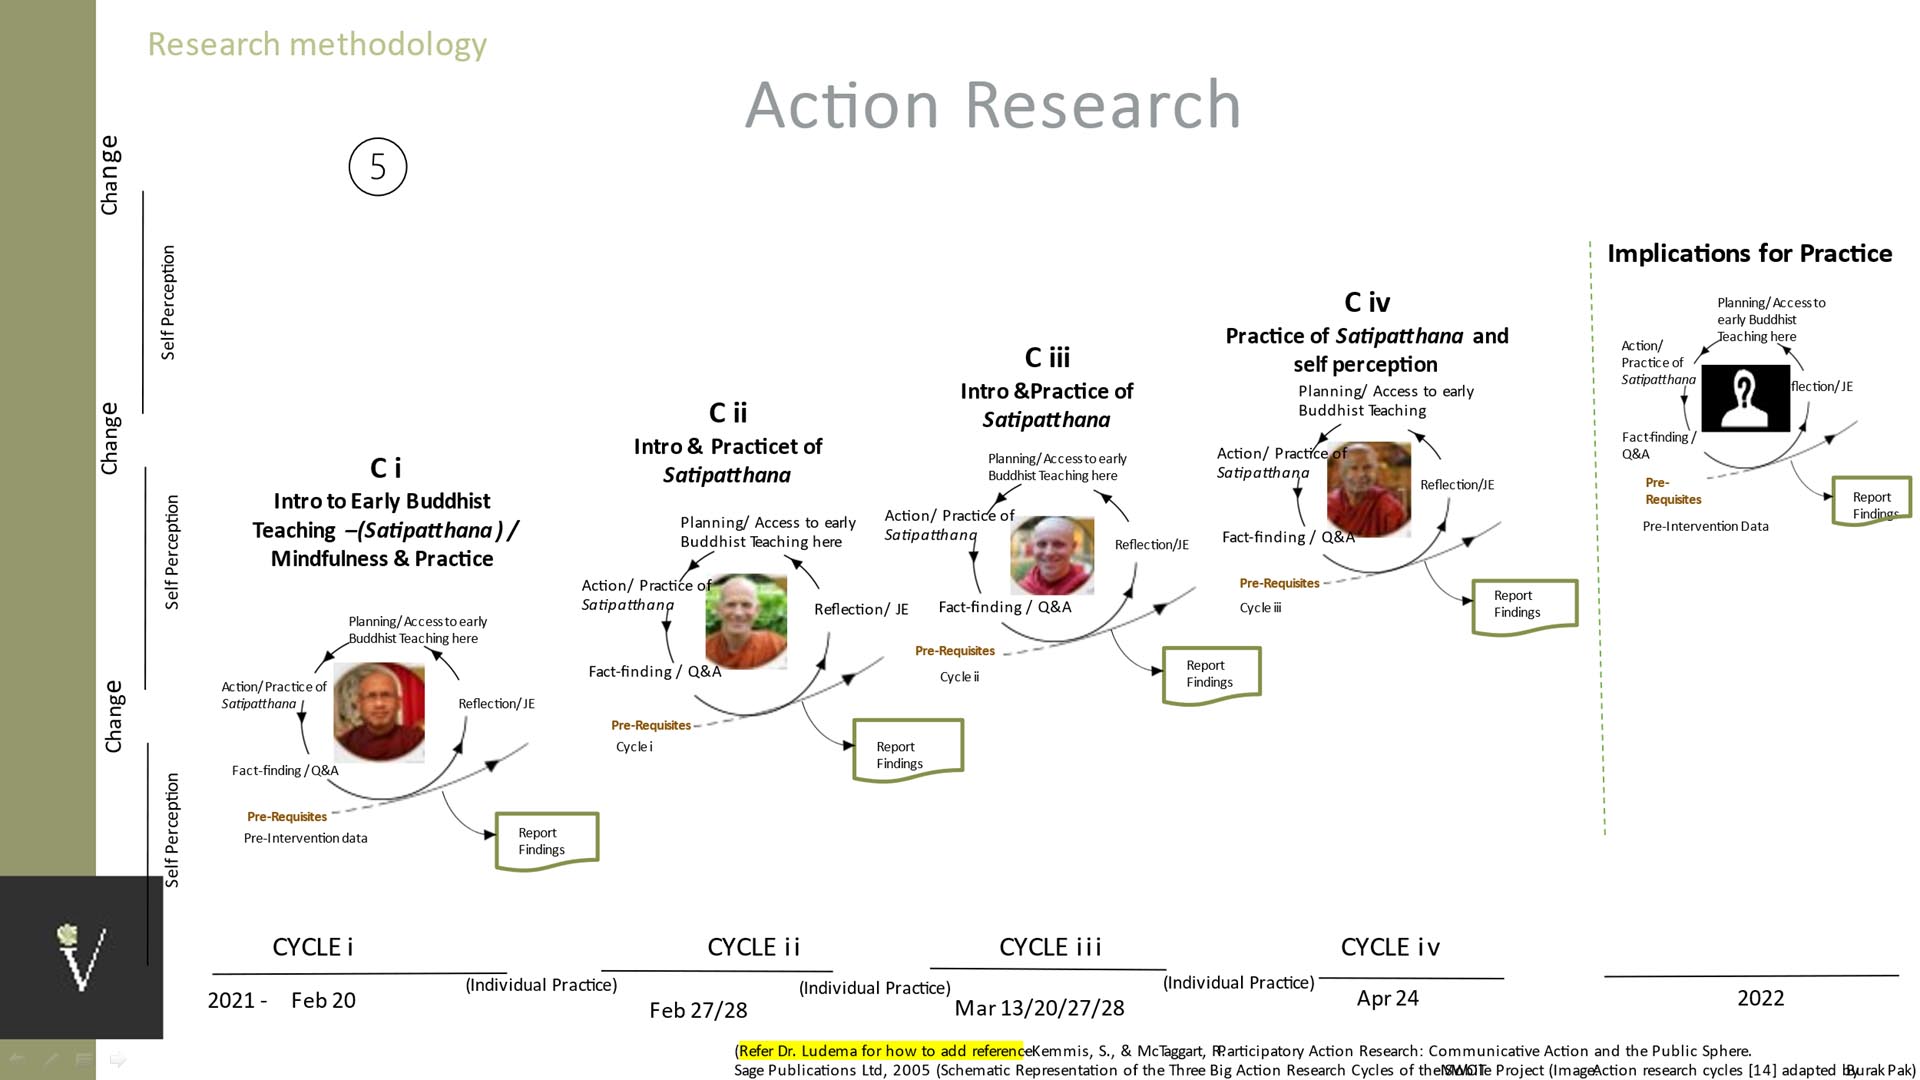 Research methodology
Action Research
5
Change
Self Perception
Change
Self Perception
Change
Self Perception
C i
Intro to Early Buddhist
Teaching –(Satipatthana ) /
Mindfulness & Practice
Planning/ Access to early
Buddhist Teaching here
Action/ Practice of
Satipatthana
Reflection/ JE
Fact-finding / Q&A
Pre-Requisites
Pre-Intervention data
Report
Findings
C ii
Intro & Practicet of
Satipatthana
Planning/ Access to early
Buddhist Teaching here
Action/ Practice of
Satipatthana
Reflection/ JE
Fact-finding / Q&A
Pre-Requisites
Cycle i
Report
Findings
C iii
Intro &Practice of
Satipatthana
Planning/ Access to early
Buddhist Teaching here
Action/ Practice of
Satipatthana
Reflection/JE
Fact-finding / Q&A
Pre-Requisites
Cycle ii
Report
Findings
C iv
Practice of Satipatthana and
self perception
Planning/ Access to early
Buddhist Teaching
Action/ Practice of
Satipatthana
Reflection/JE
Fact-finding / Q&A
Pre-Requisites
Cycle iii
Report
Findings
Implications for Practice
Planning/ Access to
early Buddhist
Teaching here
Action/
Practice of
Satipatthana
flection/ JE
Fact-finding /
Q&A
Pre-
Requisites
Pre-Intervention Data
Report
Findings
CYCLE i
2021 - Feb 20
(Individual Practice)
CYCLE ii
Feb 27/28
(Individual Practice)
CYCLE iii
Mar 13/20/27/28
(Individual Practice)
CYCLE iv
Apr 24
2022
V
(Refer Dr. Ludema for how to add reference Kemmis, S., & McTaggart, R. Participatory Action Research: Communicative Action and the Public Sphere.
Sage Publications Ltd, 2005 (Schematic Representation of the Three Big Action Research Cycles of the Project (Image Action research cycles [14] adapted by Burak Pak)